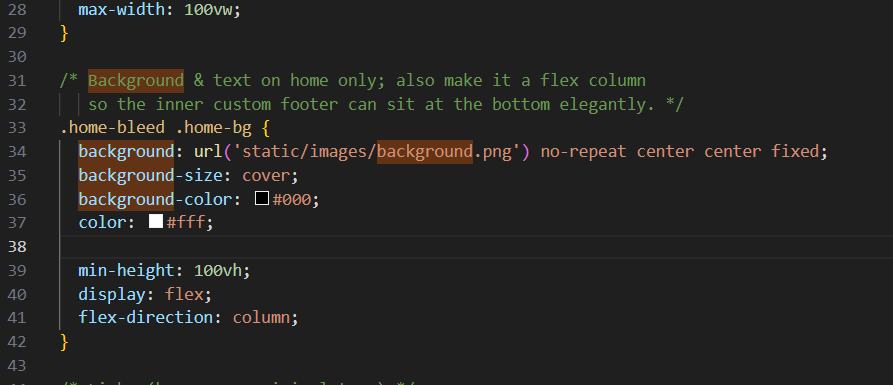 28 max-width: 100vw;
29 }
30
31 /* Background & text on home only; also make it a flex column
32 so the inner custom footer can sit at the bottom elegantly. */
33 .home-bleed .home-bg {
34 background: url('static/images/background.png') no-repeat center center fixed;
35 background-size: cover;
36 background-color: #000;
37 color: #fff;
38
39 min-height: 100vh;
40 display: flex;
41 flex-direction: column;
42 }
43